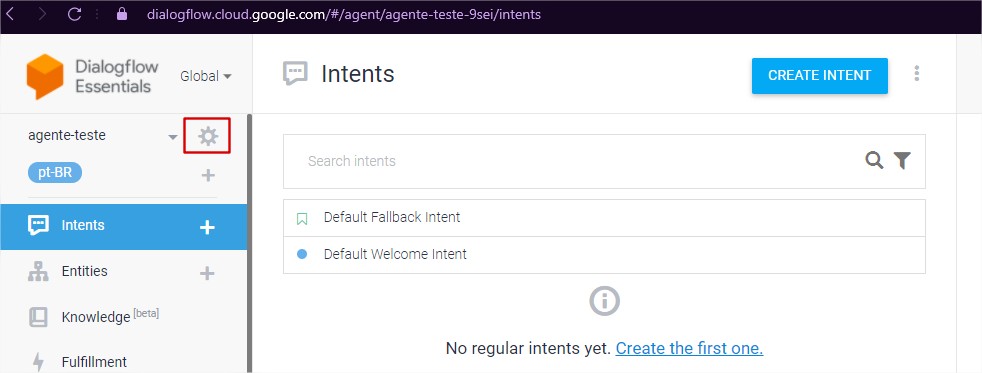 dialogflow.cloud.google.com/#/agent/agente-teste-9sei/intents
Dialogflow
Essentials
Global
Intents
CREATE INTENT
agente-teste
pt-BR
Search intents
Intents
Default Fallback Intent
Default Welcome Intent
Entities
Knowledge [beta]
No regular intents yet. Create the first one.
Fulfillment